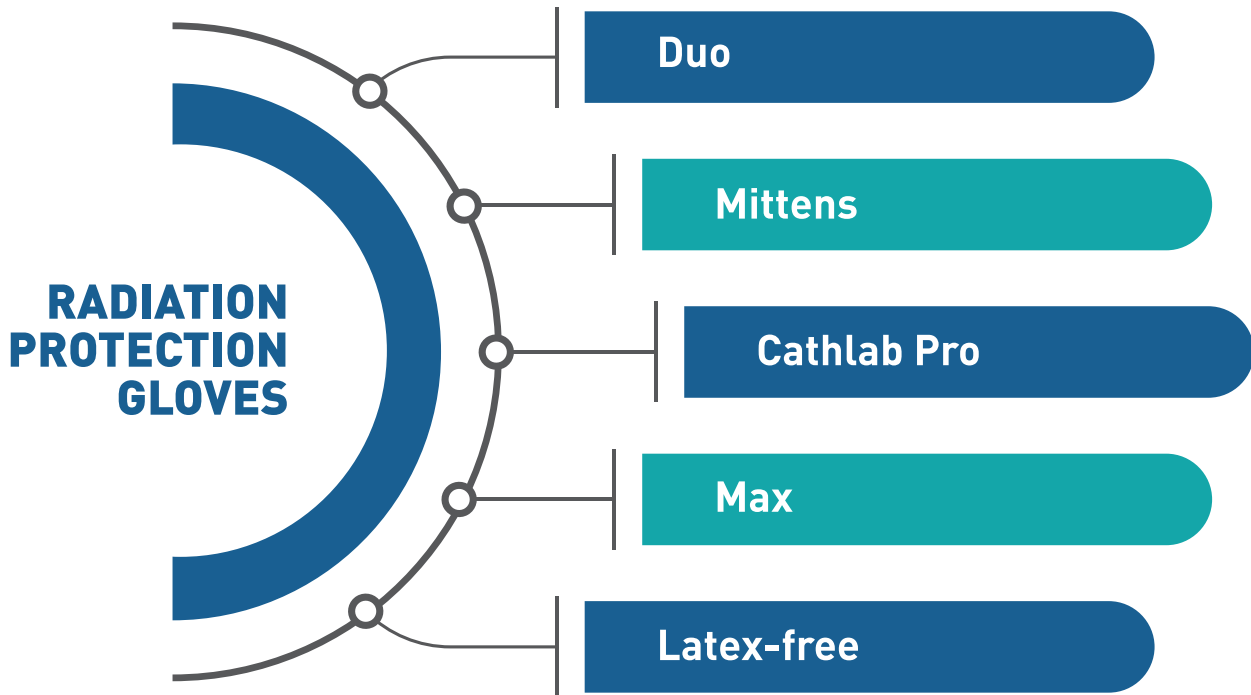 RADIATION
PROTECTION
GLOVES
Duo
Mittens
Cathlab Pro
Max
Latex-free